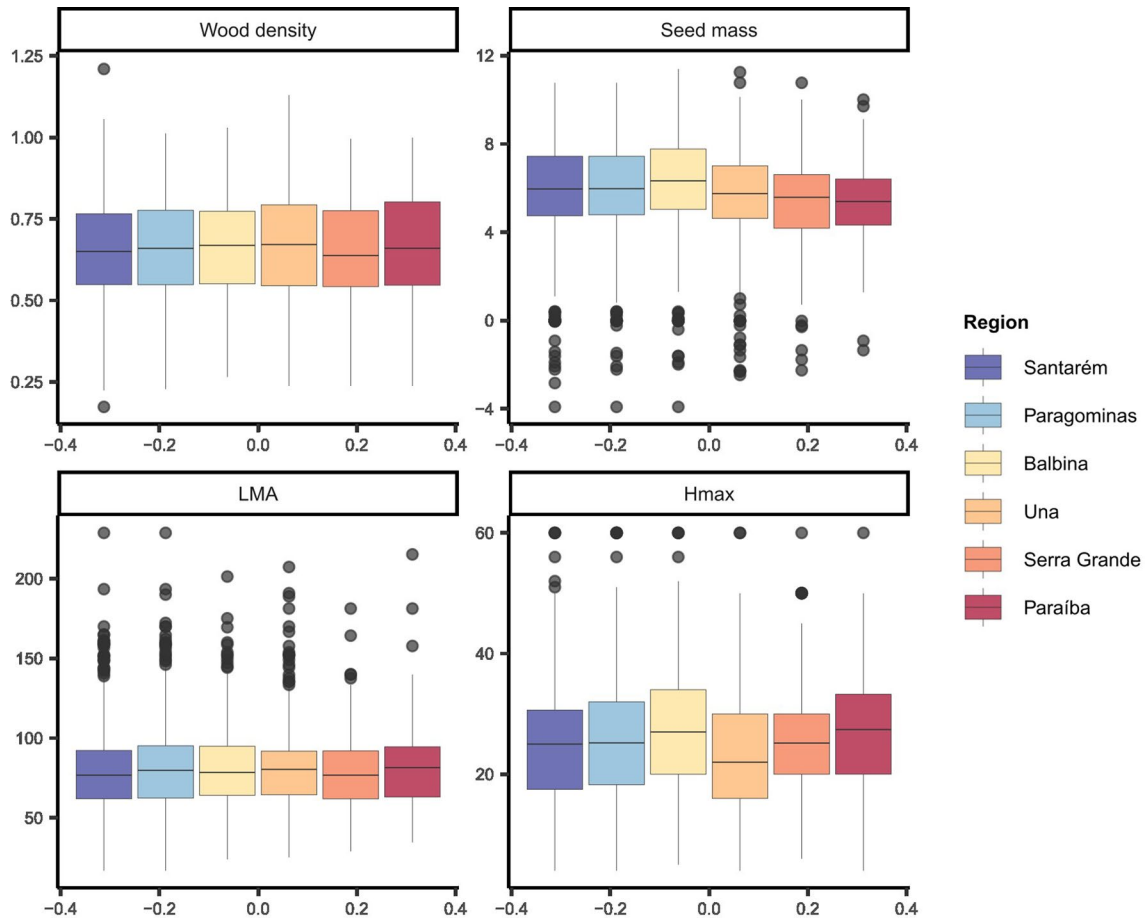 Wood density
Seed mass
1.25
1.00
0.75
0.50
0.25
−0.4 −0.2 0.0 0.2 0.4
12
8
4
0
−4
−0.4 −0.2 0.0 0.2 0.4
LMA
Hmax
200
150
100
50
−0.4 −0.2 0.0 0.2 0.4
60
40
20
−0.4 −0.2 0.0 0.2 0.4
Region
Santarém
Paragominas
Balbina
Una
Serra Grande
Paraíba